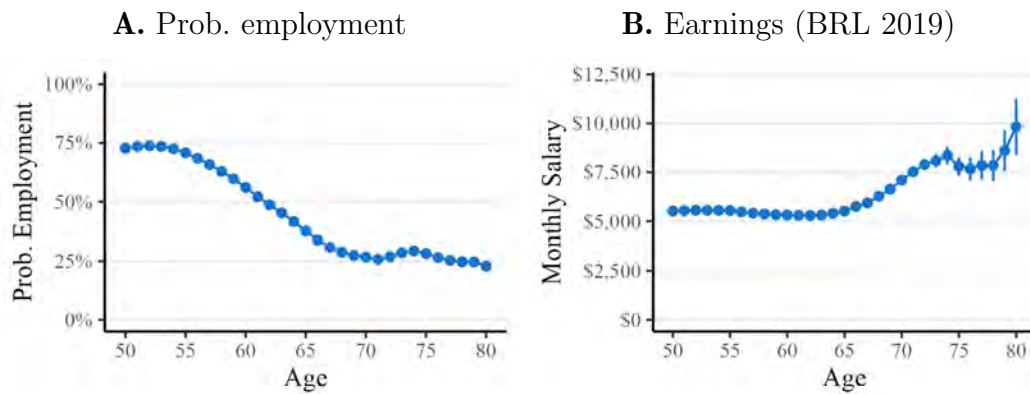 A. Prob. employment
100%
75%
50%
25%
0%
Prob. Employment
50 55 60 65 70 75 80
Age
B. Earnings (BRL 2019)
$12,500
$10,000
$7,500
$5,000
$2,500
$0
Monthly Salary
50 55 60 65 70 75 80
Age